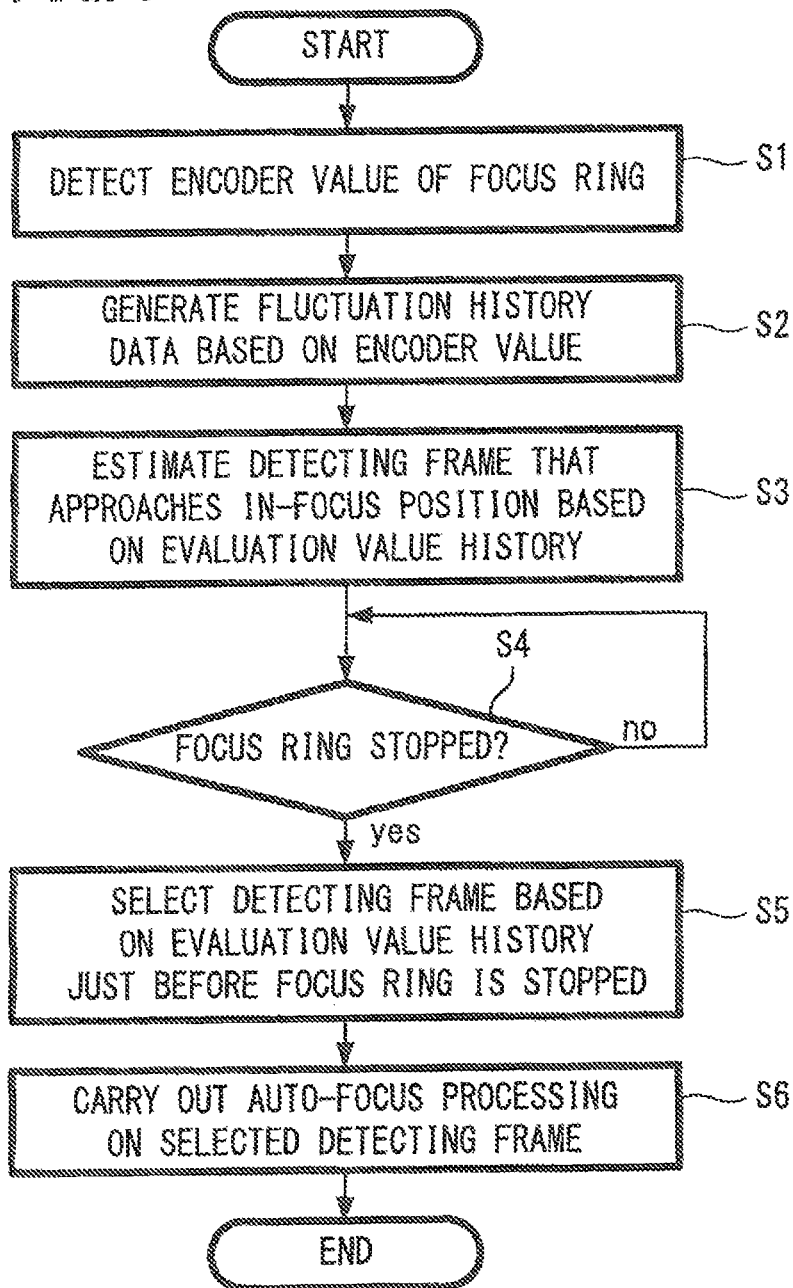 START
DETECT ENCODER VALUE OF FOCUS RING
S1
GENERATE FLUCTUATION HISTORY
DATA BASED ON ENCODER VALUE
S2
ESTIMATE DETECTING FRAME THAT
APPROACHES IN-FOCUS POSITION BASED
ON EVALUATION VALUE HISTORY
S3
S4
FOCUS RING STOPPED?
no
yes
SELECT DETECTING FRAME BASED
ON EVALUATION VALUE HISTORY
JUST BEFORE FOCUS RING IS STOPPED
S5
CARRY OUT AUTO-FOCUS PROCESSING
ON SELECTED DETECTING FRAME
S6
END